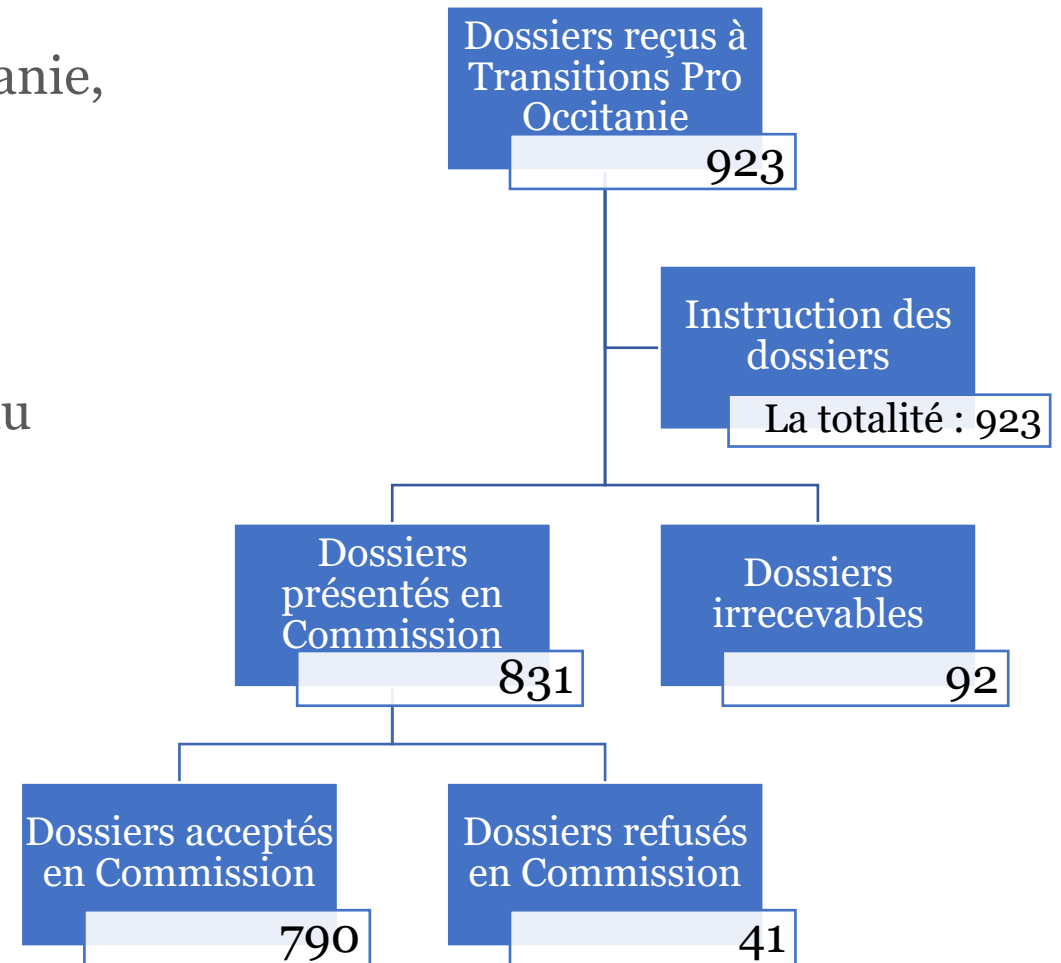 anie,
u
Dossiers reçus à
Transitions Pro
Occitanie
923
Instruction des
dossiers
La totalité : 923
Dossiers
présentés en
Commission
831
Dossiers
irrecevables
92
Dossiers acceptés
en Commission
790
Dossiers refusés
en Commission
41